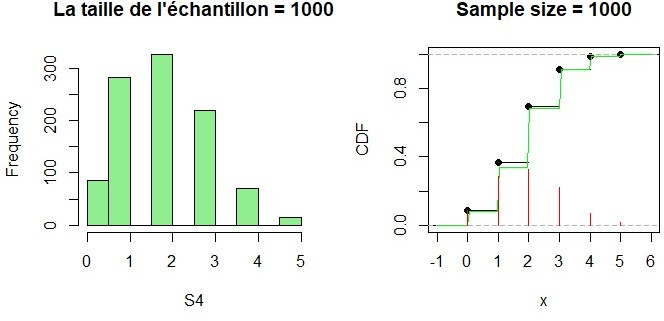 La taille de l'échantillon = 1000
Frequency
0
100
200
300
0 1 2 3 4 5
S4
Sample size = 1000
CDF
0.0
0.4
0.8
-1 0 1 2 3 4 5 6
x